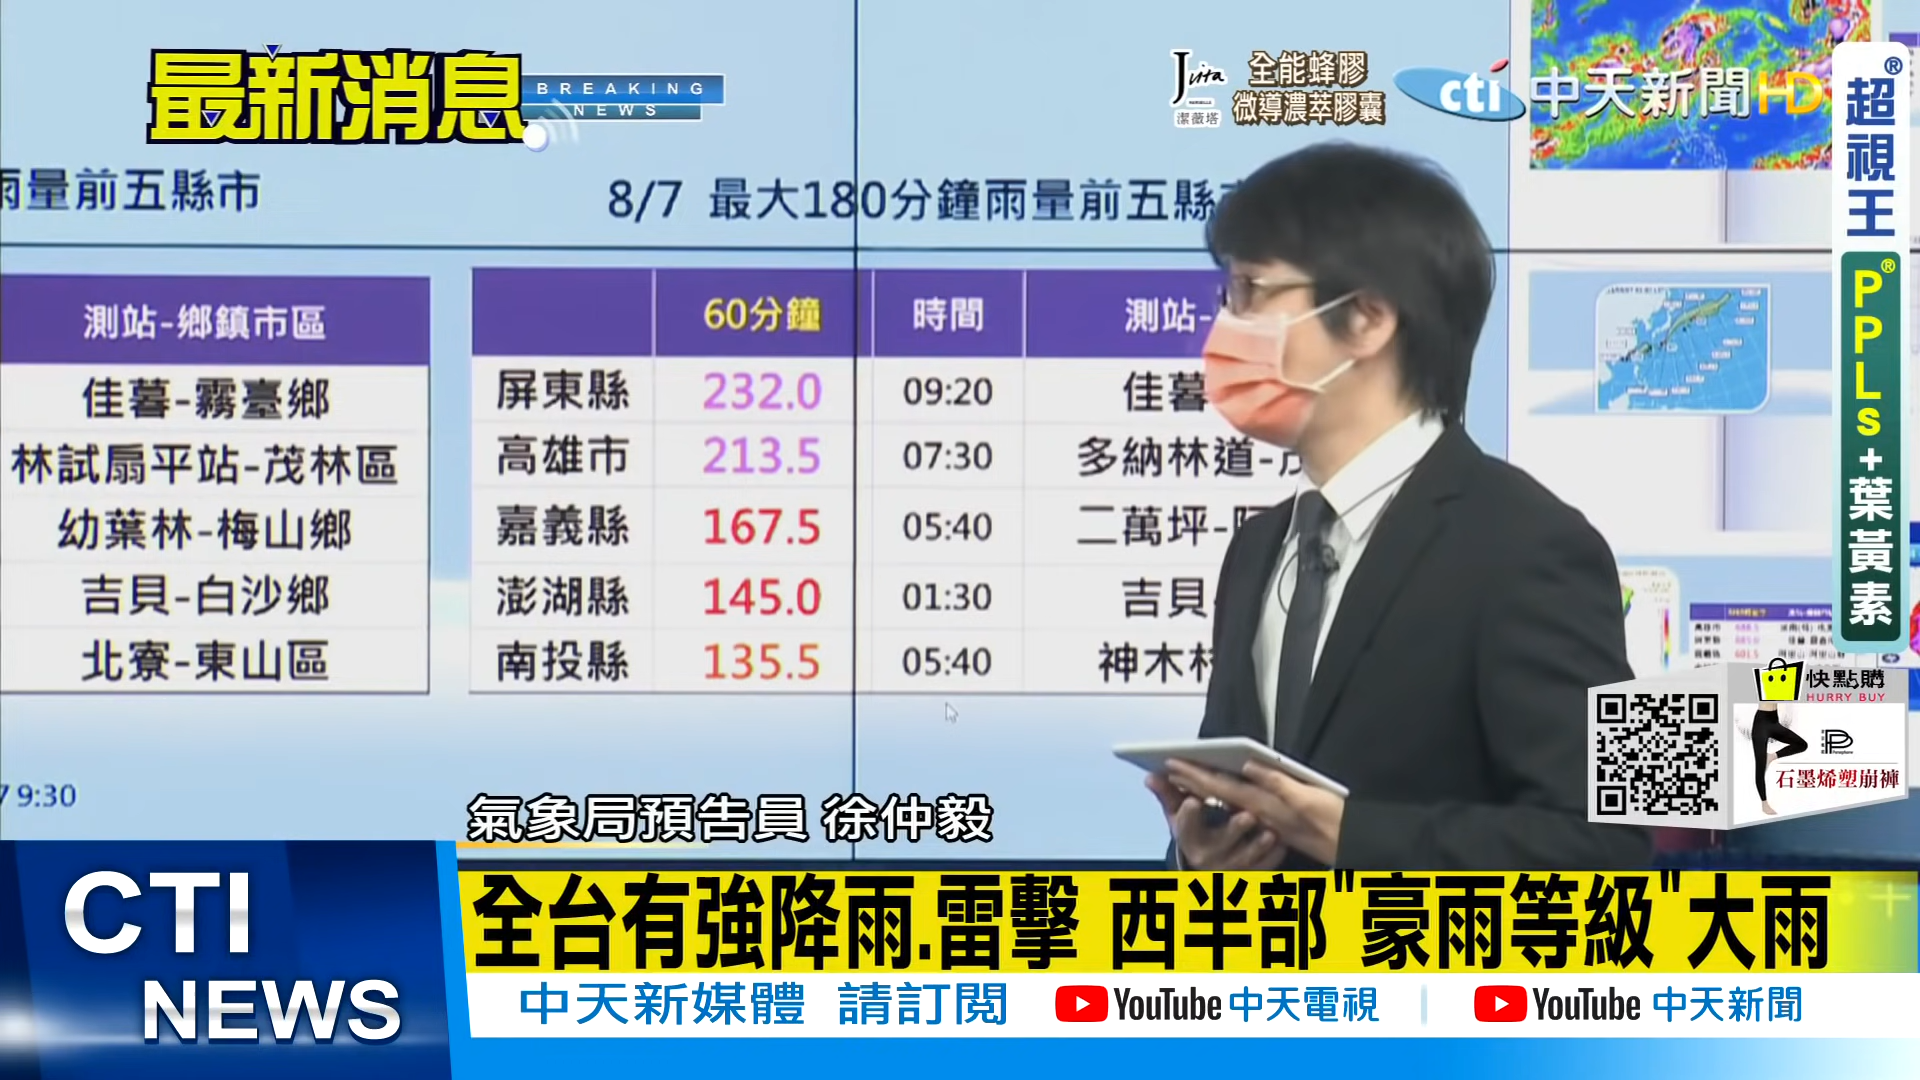 最新消息
BREAKING
NEWS
Jvita
潔薇塔
全能蜂膠
微導濃萃膠囊
cti 中天新聞HD
超視王®
PPLs®+葉黃素
雨量前五縣市
8/7 最大180分鐘雨量前五縣
測站-鄉鎮市區
佳暮-霧臺鄉
林試扇平站-茂林區
幼葉林-梅山鄉
吉貝-白沙鄉
北寮-東山區
60分鐘 時間 測站-
屏東縣 232.0 09:20 佳暮
高雄市 213.5 07:30 多納林道-
嘉義縣 167.5 05:40 二萬坪-
澎湖縣 145.0 01:30 吉貝
南投縣 135.5 05:40 神木
7 9:30
快點購
HURRY BUY
石墨烯塑崩褲
氣象局預告員 徐仲毅
CTI
NEWS
全台有強降雨.雷擊 西半部"豪雨等級"大雨
中天新媒體 請訂閱 YouTube 中天電視 | YouTube 中天新聞